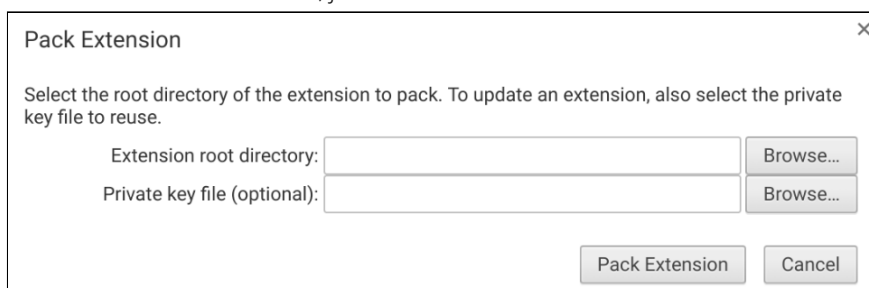 Pack Extension
×
Select the root directory of the extension to pack. To update an extension, also select the private
key file to reuse.
Extension root directory: Browse...
Private key file (optional): Browse...
Pack Extension Cancel